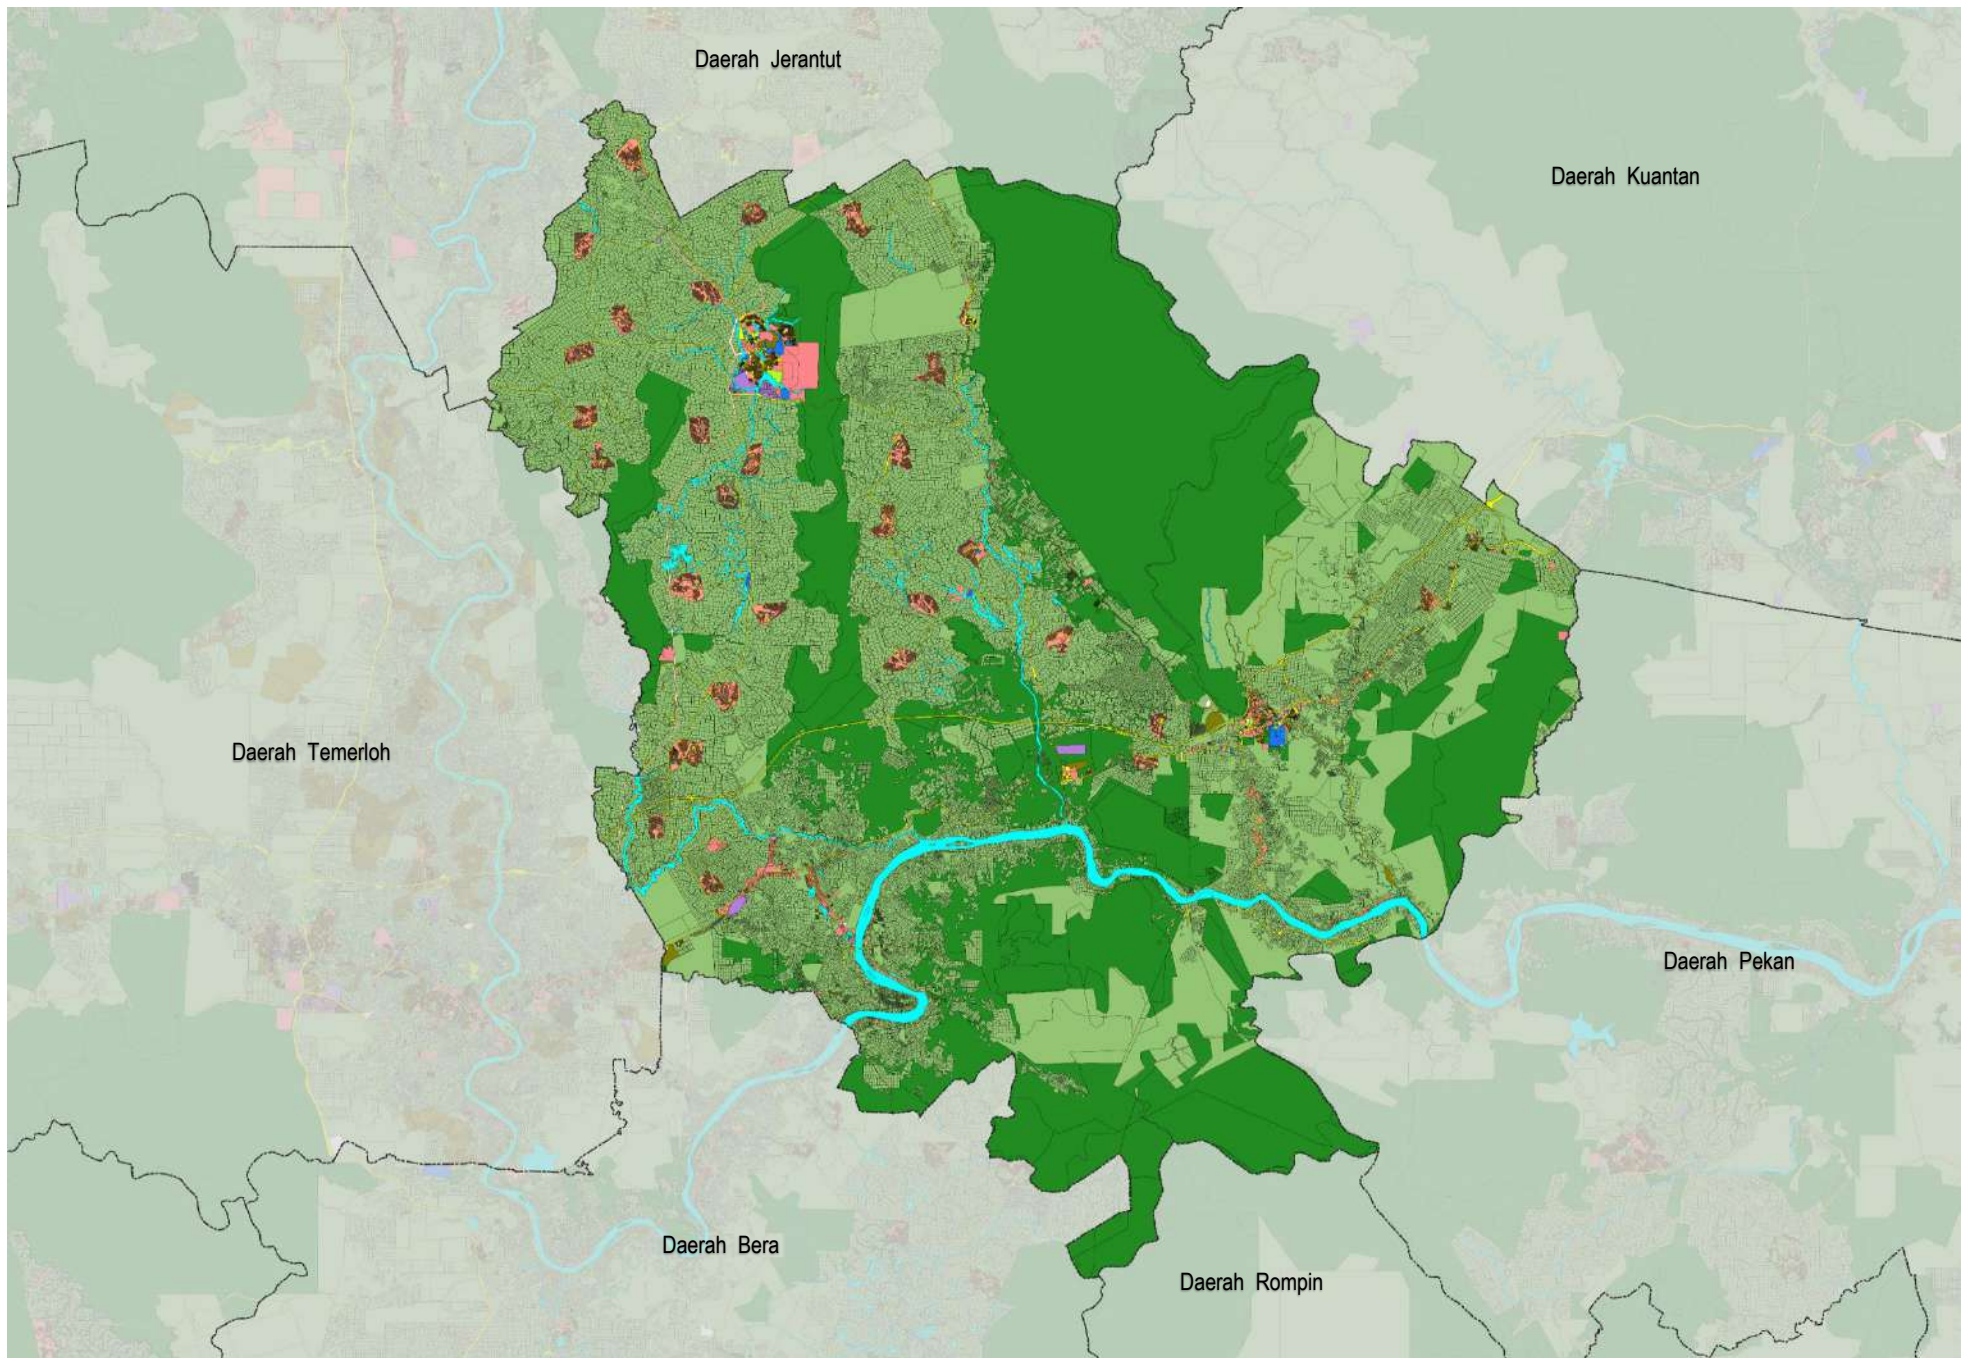 Daerah Jerantut
Daerah Kuantan
Daerah Temerloh
Daerah Pekan
Daerah Bera
Daerah Rompin